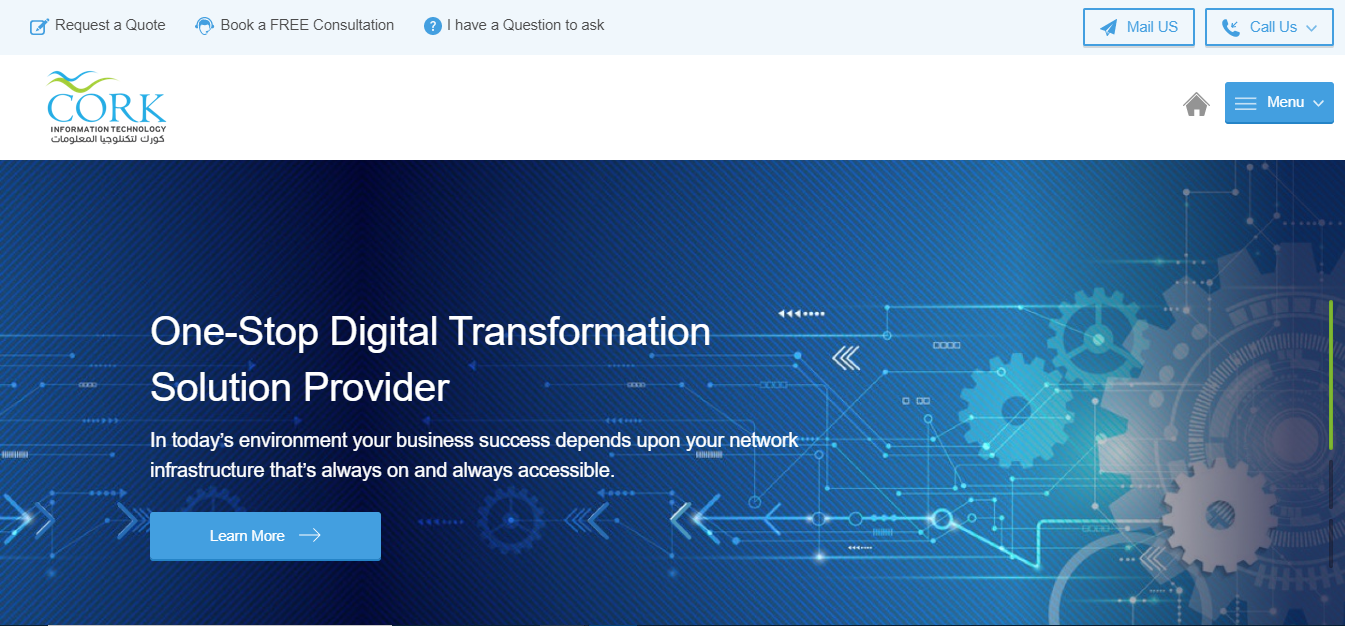 Request a Quote
Book a FREE Consultation
I have a Question to ask
Mail US
Call Us
CORK
INFORMATION TECHNOLOGY
كورك لتكنلوجيا المعلومات
Menu
One-Stop Digital Transformation
Solution Provider
In today’s environment your business success depends upon your network
infrastructure that’s always on and always accessible.
Learn More